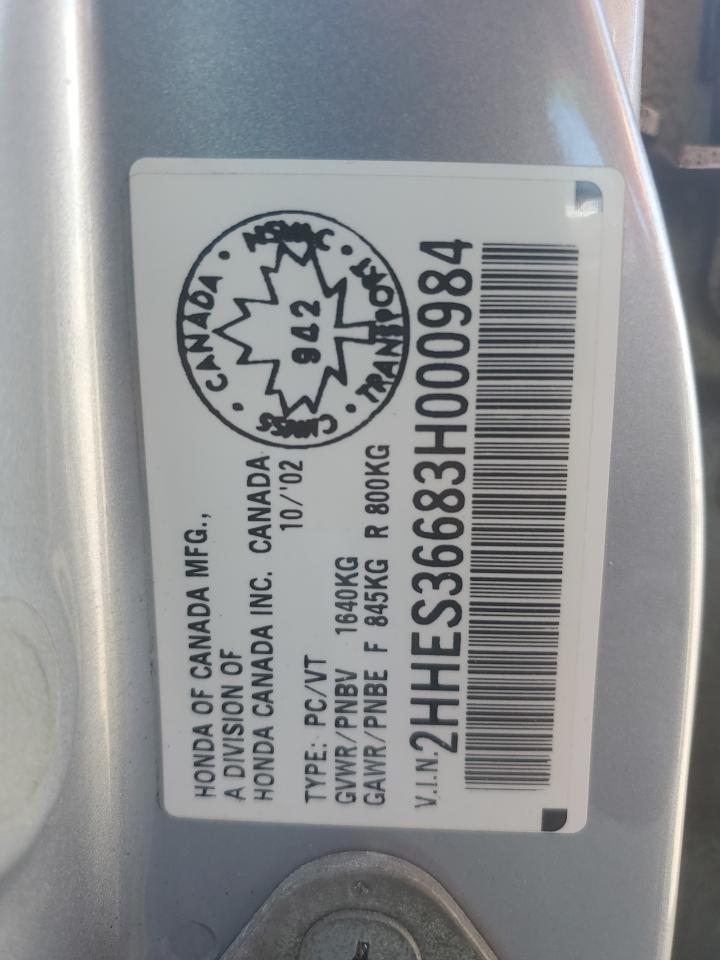 HONDA OF CANADA MFG.,
A DIVISION OF
HONDA CANADA INC. CANADA
10/'02
TYPE: PC/VT
GVWR/PNBV 1640KG
GAWR/PNBE F 845KG R 800KG
V.I.N.: 2HHES36683H000984
CANADA
TRANSPORT
942